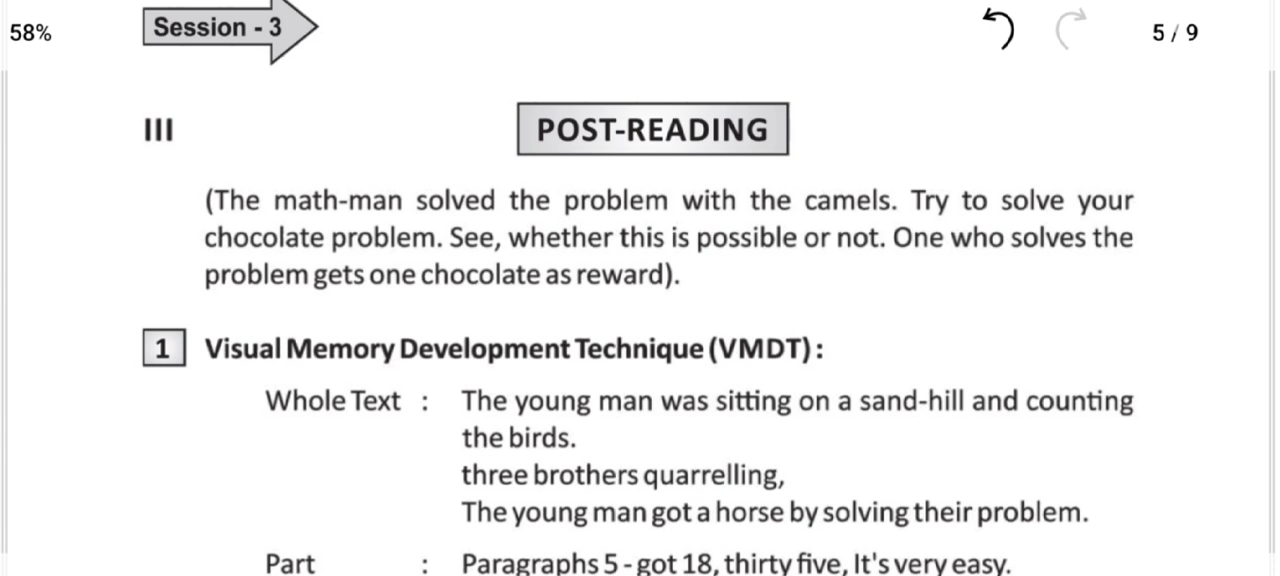 58%
Session - 3
5 / 9
III
POST-READING
(The math-man solved the problem with the camels. Try to solve your
chocolate problem. See, whether this is possible or not. One who solves the
problem gets one chocolate as reward).
1 Visual Memory Development Technique (VMDT) :
Whole Text : The young man was sitting on a sand-hill and counting
the birds.
three brothers quarrelling,
The young man got a horse by solving their problem.
Part : Paragraphs 5 - got 18, thirty five, It's very easy.